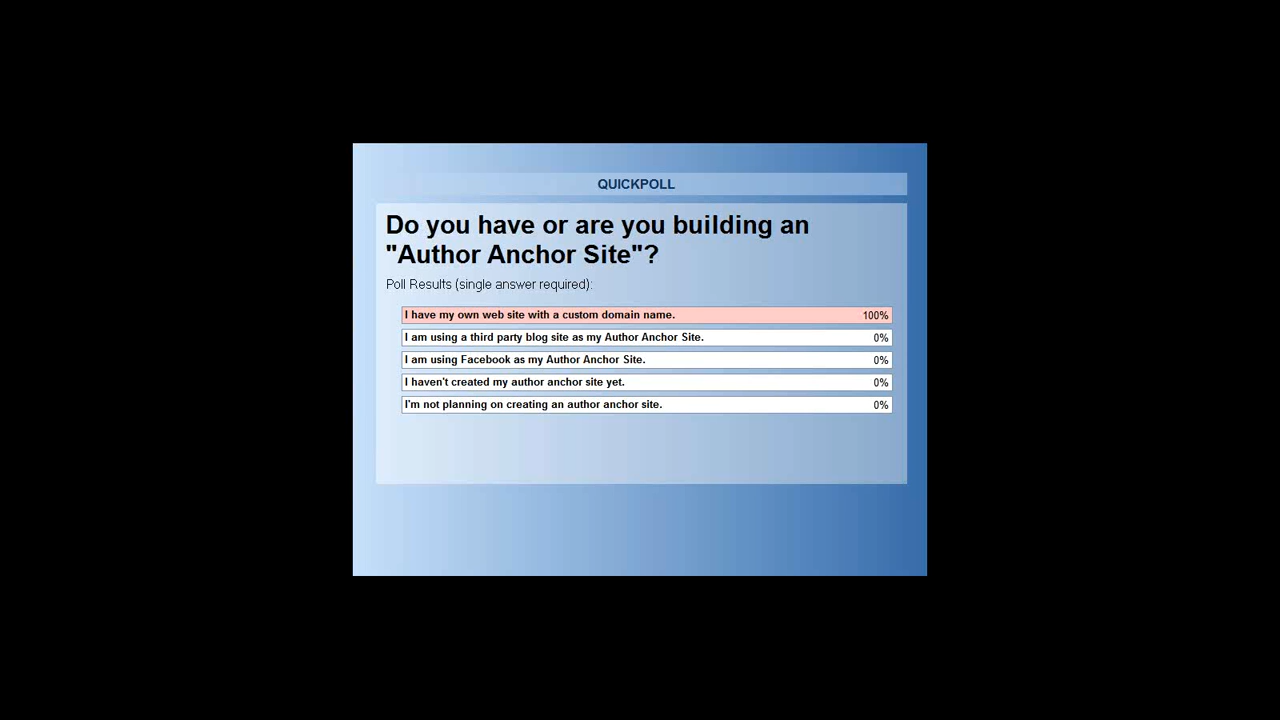 QUICKPOLL
Do you have or are you building an
"Author Anchor Site"?
Poll Results (single answer required):
I have my own web site with a custom domain name. 100%
I am using a third party blog site as my Author Anchor Site. 0%
I am using Facebook as my Author Anchor Site. 0%
I haven't created my author anchor site yet. 0%
I'm not planning on creating an author anchor site. 0%